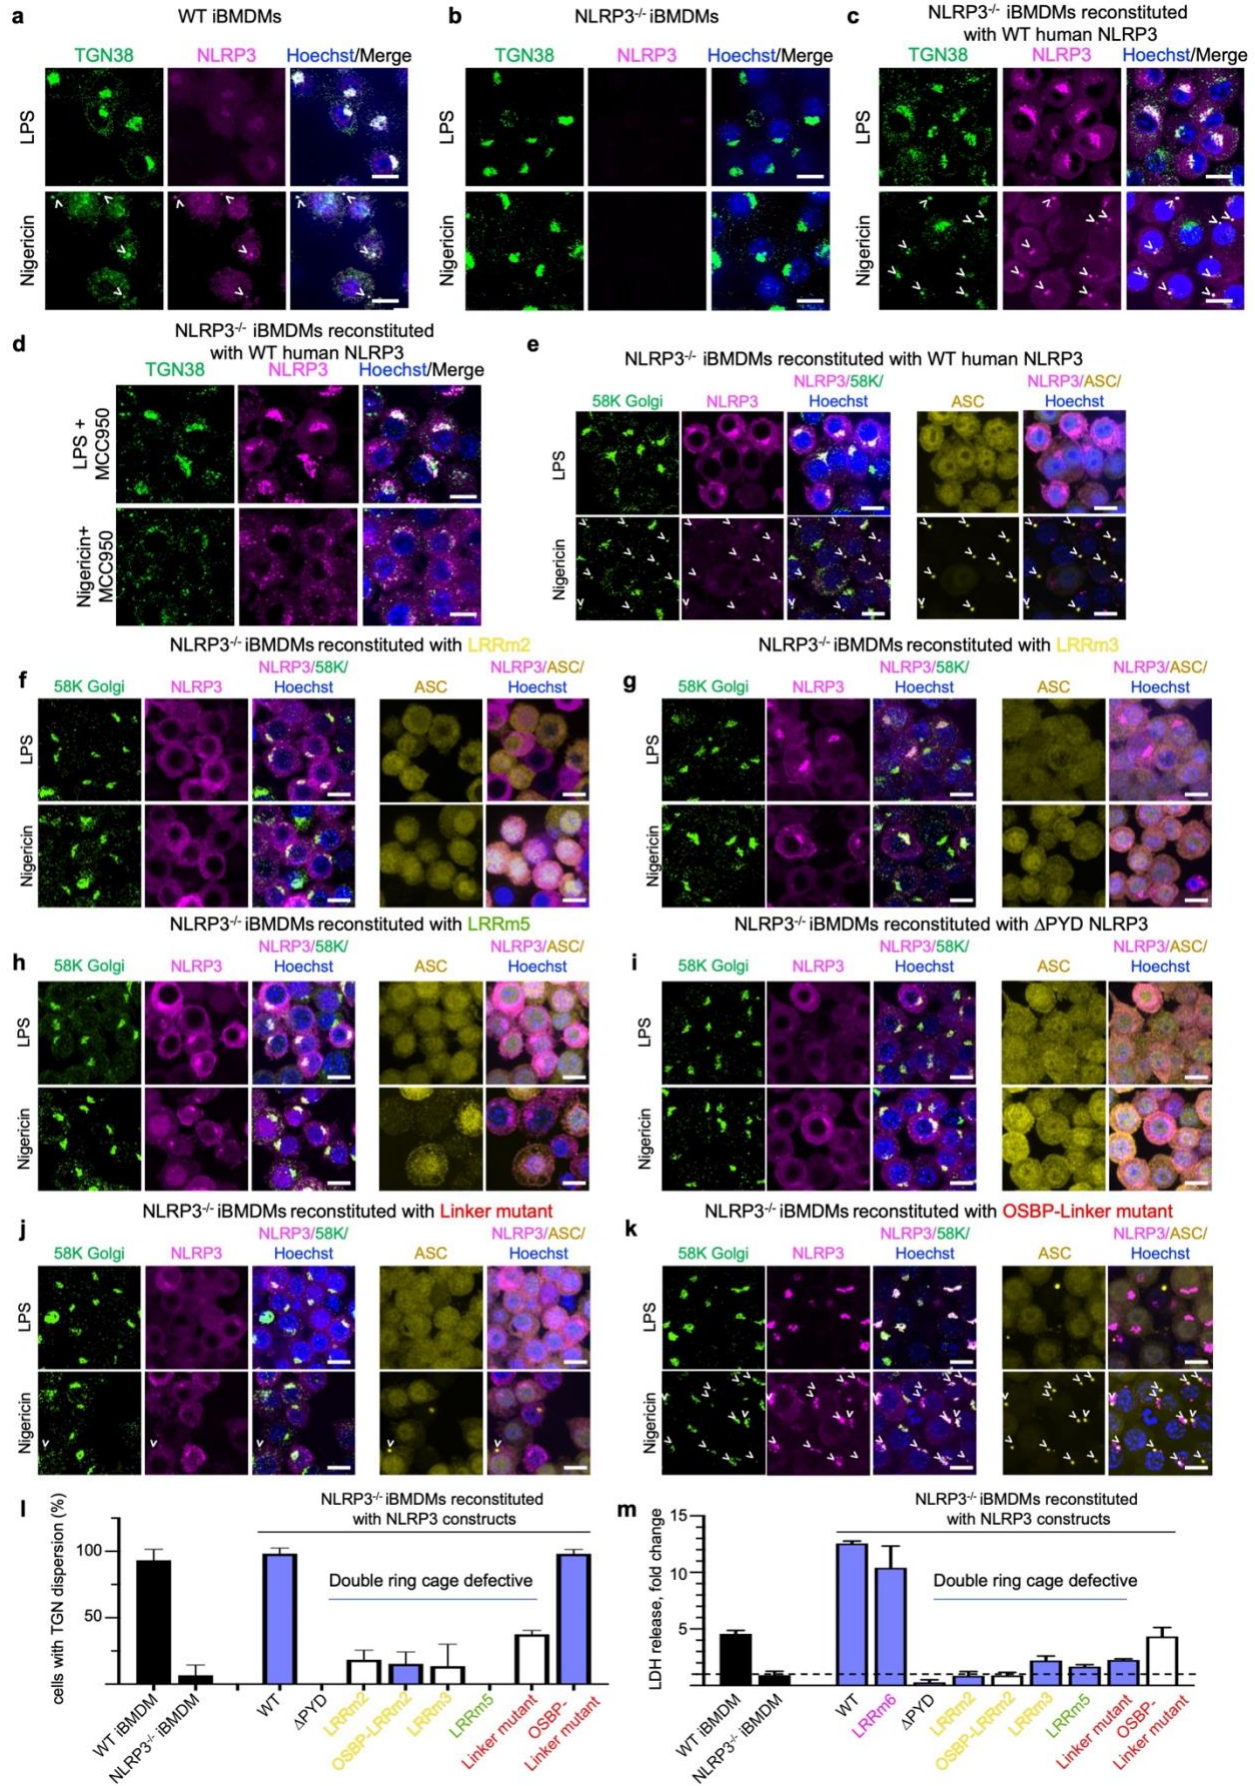 a WT iBMDMs
TGN38 NLRP3 Hoechst/Merge
LPS
Nigericin
b NLRP3-/- iBMDMs
TGN38 NLRP3 Hoechst/Merge
LPS
Nigericin
c NLRP3-/- iBMDMs reconstituted
with WT human NLRP3
TGN38 NLRP3 Hoechst/Merge
LPS
Nigericin
d NLRP3-/- iBMDMs reconstituted
with WT human NLRP3
TGN38 NLRP3 Hoechst/Merge
LPS +
MCC950
Nigericin+
MCC950
e NLRP3-/- iBMDMs reconstituted with WT human NLRP3
NLRP3/58K/ NLRP3/ASC/
58K Golgi NLRP3 Hoechst ASC Hoechst
LPS
Nigericin
NLRP3-/- iBMDMs reconstituted with LRRm2
f NLRP3/58K/ NLRP3/ASC/
58K Golgi NLRP3 Hoechst ASC Hoechst
LPS
Nigericin
NLRP3-/- iBMDMs reconstituted with LRRm3
g NLRP3/58K/ NLRP3/ASC/
58K Golgi NLRP3 Hoechst ASC Hoechst
LPS
Nigericin
NLRP3-/- iBMDMs reconstituted with LRRm5
h NLRP3/58K/ NLRP3/ASC/
58K Golgi NLRP3 Hoechst ASC Hoechst
LPS
Nigericin
NLRP3-/- iBMDMs reconstituted with ΔPYD NLRP3
i NLRP3/58K/ NLRP3/ASC/
58K Golgi NLRP3 Hoechst ASC Hoechst
LPS
Nigericin
NLRP3-/- iBMDMs reconstituted with Linker mutant
j NLRP3/58K/ NLRP3/ASC/
58K Golgi NLRP3 Hoechst ASC Hoechst
LPS
Nigericin
NLRP3-/- iBMDMs reconstituted with OSBP-Linker mutant
k NLRP3/58K/ NLRP3/ASC/
58K Golgi NLRP3 Hoechst ASC Hoechst
LPS
Nigericin
l NLRP3-/- iBMDMs reconstituted
with NLRP3 constructs
cells with TGN dispersion (%)
100
50
Double ring cage defective
WT iBMDM
NLRP3-/- iBMDM
WT
ΔPYD
LRRm2
OSBP-LRRm2
LRRm3
LRRm5
Linker mutant
OSBP-
Linker mutant
m NLRP3-/- iBMDMs reconstituted
with NLRP3 constructs
LDH release, fold change
15
10
5
Double ring cage defective
WT iBMDM
NLRP3-/- iBMDM
WT
LRRm6
ΔPYD
LRRm2
OSBP-LRRm2
LRRm3
LRRm5
Linker mutant
OSBP-
Linker mutant